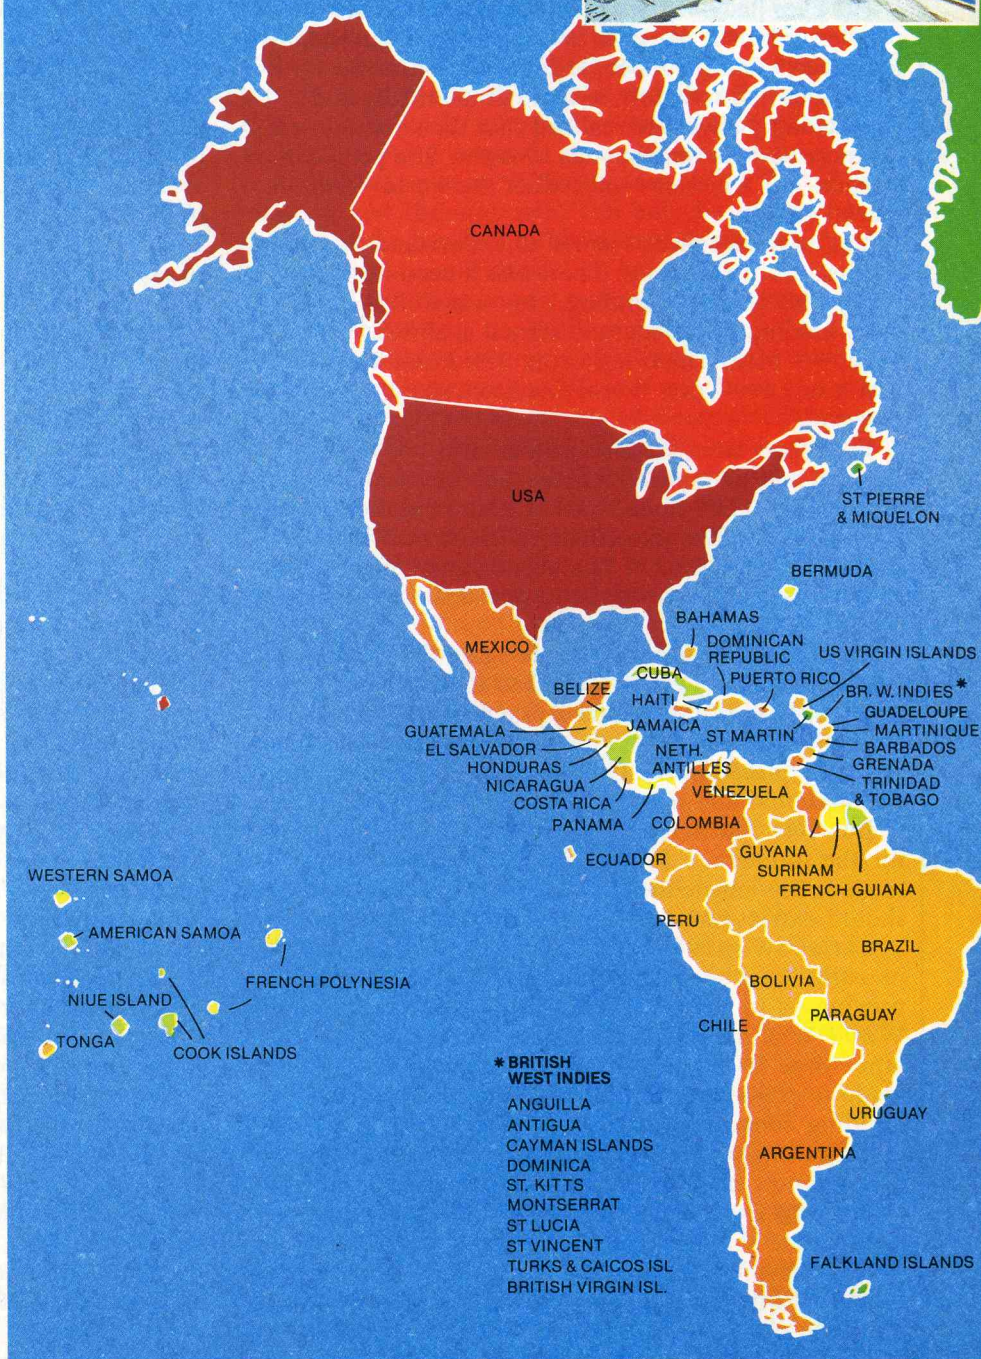 CANADA
USA
ST PIERRE
& MIQUELON
BERMUDA
BAHAMAS
MEXICO
DOMINICAN
REPUBLIC
US VIRGIN ISLANDS
CUBA
PUERTO RICO
BELIZE
BR. W. INDIES *
HAITI
GUADELOUPE
JAMAICA
ST MARTIN
MARTINIQUE
GUATEMALA
BARBADOS
EL SALVADOR
NETH.
ANTILLES
GRENADA
HONDURAS
TRINIDAD
& TOBAGO
NICARAGUA
VENEZUELA
COSTA RICA
PANAMA
COLOMBIA
GUYANA
ECUADOR
SURINAM
FRENCH GUIANA
WESTERN SAMOA
PERU
AMERICAN SAMOA
BRAZIL
FRENCH POLYNESIA
BOLIVIA
NIUE ISLAND
PARAGUAY
CHILE
TONGA
COOK ISLANDS
* BRITISH
WEST INDIES
ANGUILLA
ANTIGUA
CAYMAN ISLANDS
DOMINICA
ST. KITTS
MONTSERRAT
ST LUCIA
ST VINCENT
TURKS & CAICOS ISL
BRITISH VIRGIN ISL.
URUGUAY
ARGENTINA
FALKLAND ISLANDS